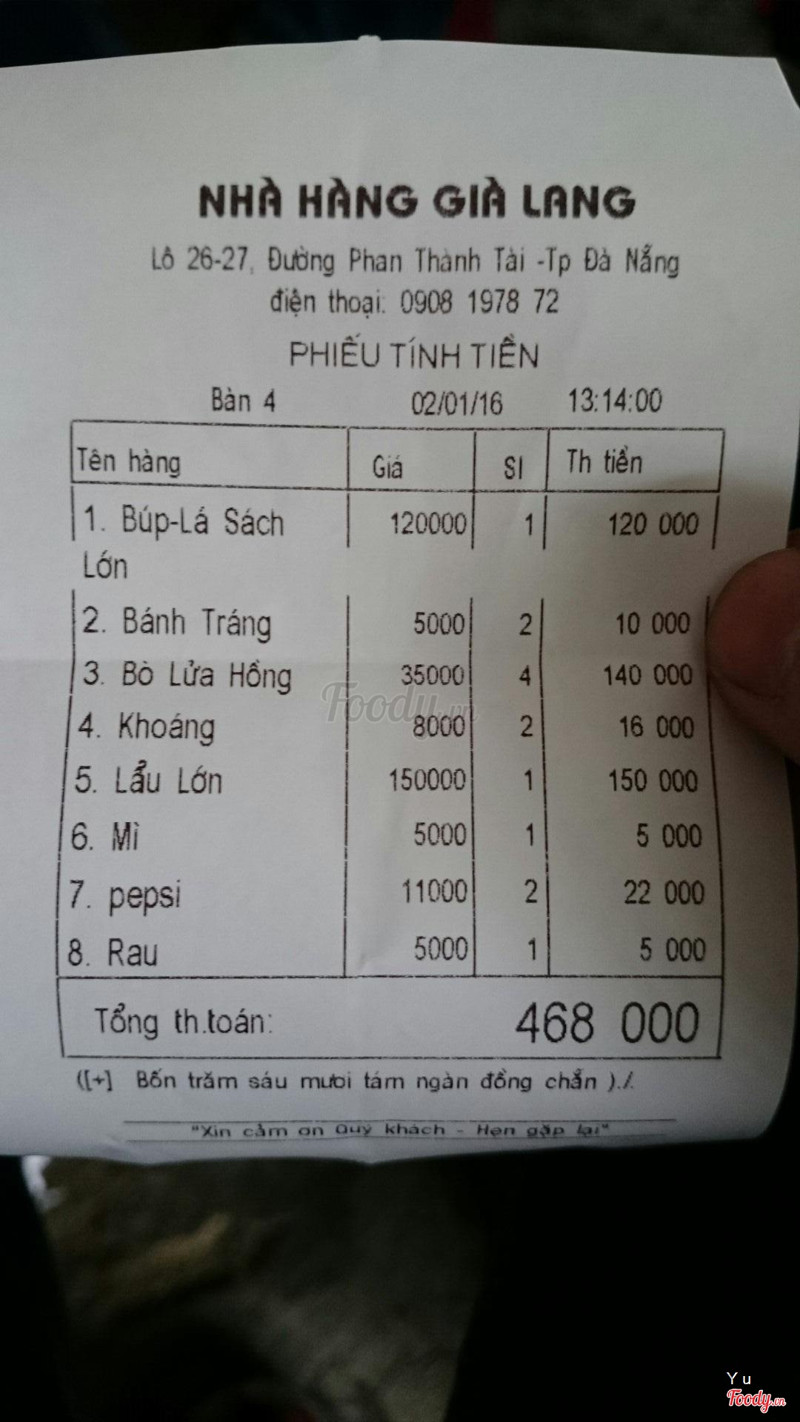 NHÀ HÀNG GIÀ LANG
Lô 26-27, Đường Phan Thành Tài -Tp Đà Nẵng
điện thoại: 0908 1978 72
PHIẾU TÍNH TIỀN
Bàn 4 02/01/16 13:14:00
Tên hàng Giá Sl Th tiền
1. Búp-Lá Sách 120000 1 120 000
Lớn
2. Bánh Tráng 5000 2 10 000
3. Bò Lửa Hồng 35000 4 140 000
4. Khoáng 8000 2 16 000
5. Lẩu Lớn 150000 1 150 000
6. Mì 5000 1 5 000
7. pepsi 11000 2 22 000
8. Rau 5000 1 5 000
Tổng th.toán: 468 000
([+] Bốn trăm sáu mươi tám ngàn đồng chẵn )./.
"Xin cảm ơn Quý khách - Hẹn gặp lại"
Foody.vn
Y u
Foody.vn